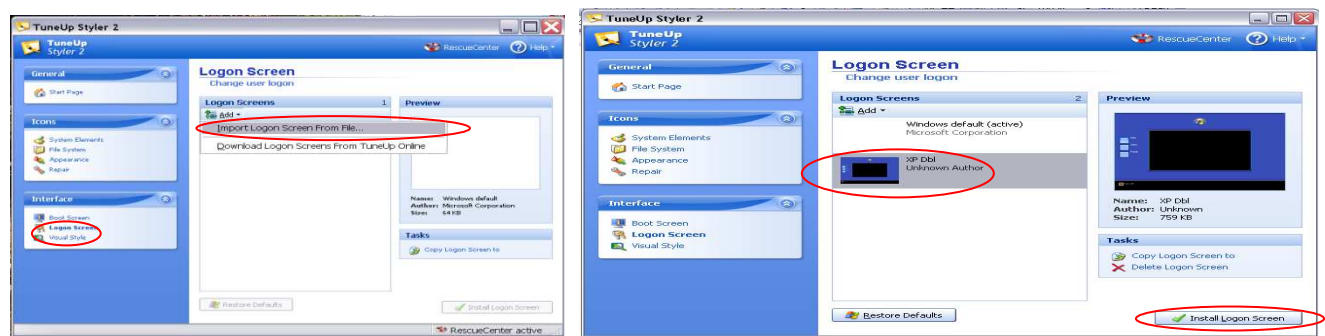 TuneUp Styler 2
TuneUp
Styler 2
RescueCenter
Help
General
Start Page
Icons
System Elements
File System
Appearance
Repair
Interface
Boot Screen
Logon Screen
Visual Style
Logon Screen
Change user logon
Logon Screens 1
Add
Import Logon Screen From File...
Download Logon Screens From TuneUp Online
Preview
Name: Windows default
Author: Microsoft Corporation
Size: 64 KB
Tasks
Copy Logon Screen to
Restore Defaults
Install Logon Screen
RescueCenter active
TuneUp Styler 2
TuneUp
Styler 2
RescueCenter
Help
General
Start Page
Icons
System Elements
File System
Appearance
Repair
Interface
Boot Screen
Logon Screen
Visual Style
Logon Screen
Change user logon
Logon Screens 2
Add
Windows default (active)
Microsoft Corporation
XP Dbl
Unknown Author
Preview
Name: XP Dbl
Author: Unknown
Size: 759 KB
Tasks
Copy Logon Screen to
Delete Logon Screen
Restore Defaults
Install Logon Screen